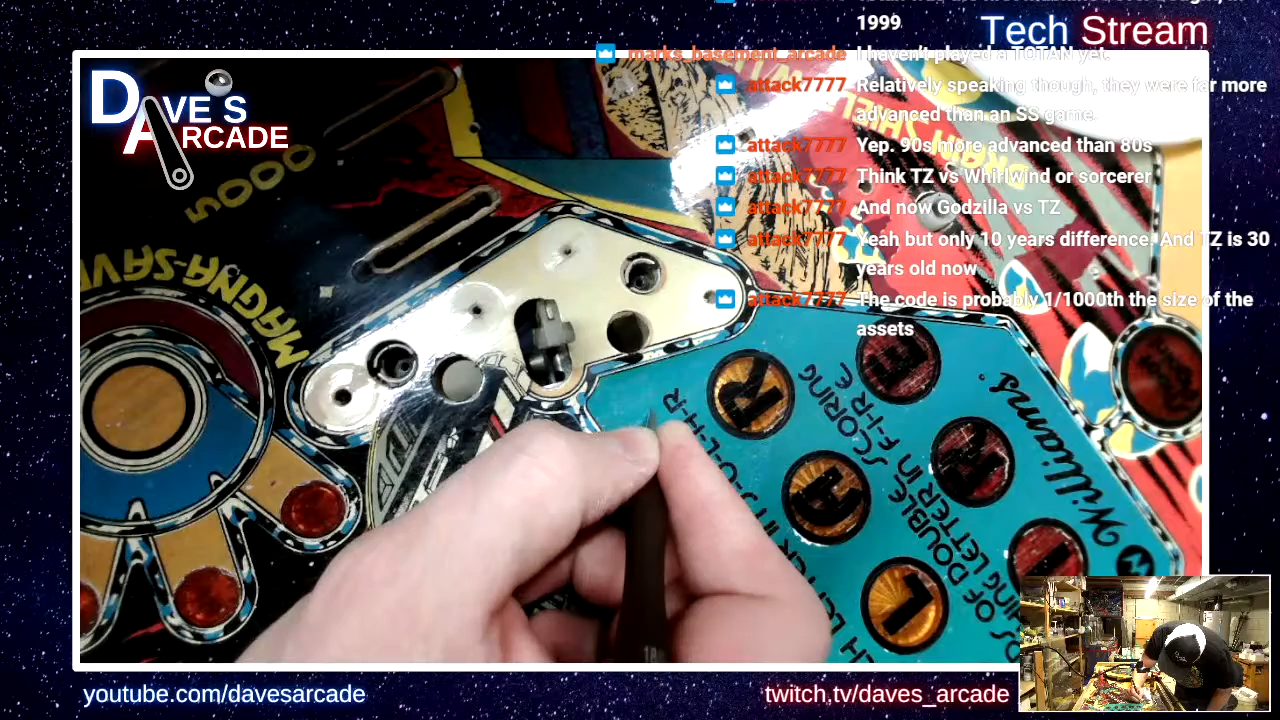 1999
Tech Stream
marks_basement_arcade I haven't played a TOTAN yet.
attack7777 Relatively speaking though, they were far more
advanced than an SS game.
attack7777 Yep. 90s more advanced than 80s
attack7777 Think TZ vs Whirlwind or sorcerer
attack7777 And now Godzilla vs TZ
attack7777 Yeah but only 10 years difference. And TZ is 30
years old now
attack7777 The code is probably 1/1000th the size of the
assets
DAVE'S
ARCADE
5000
MAGNA-SAVE
Williams
SCORING
F-I-R-E
DOUBLE
LETTER IN
R
H
L
E
R
I
youtube.com/davesarcade
twitch.tv/daves_arcade